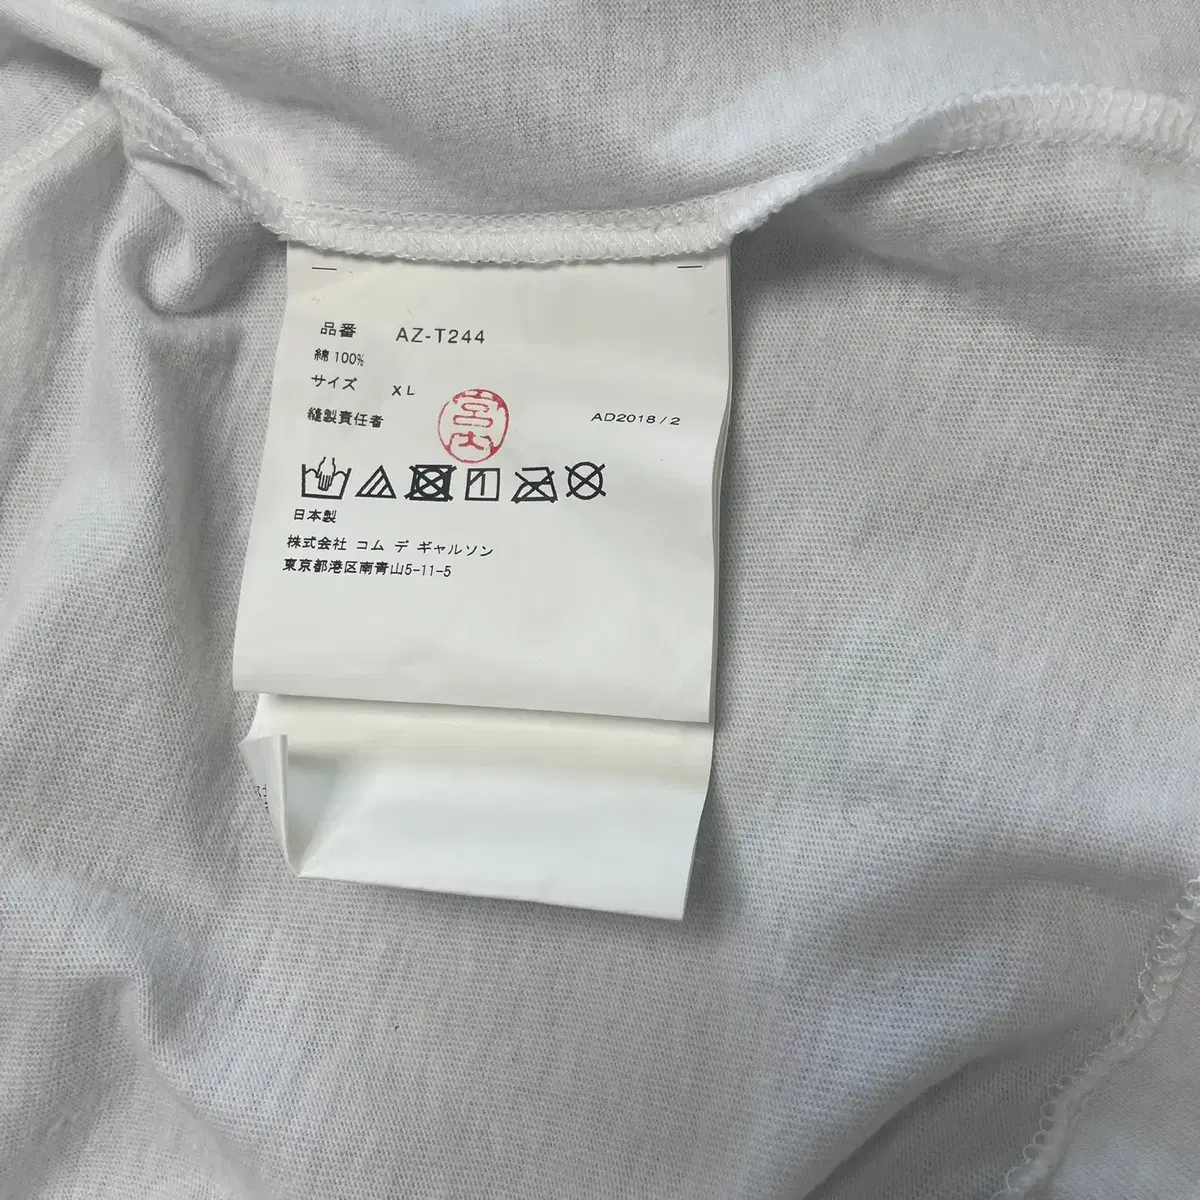 品番 AZ-T244
綿 100%
サイズ XL
縫製責任者
AD2018/2
日本製
株式会社 コム デ ギャルソン
東京都港区南青山5-11-5